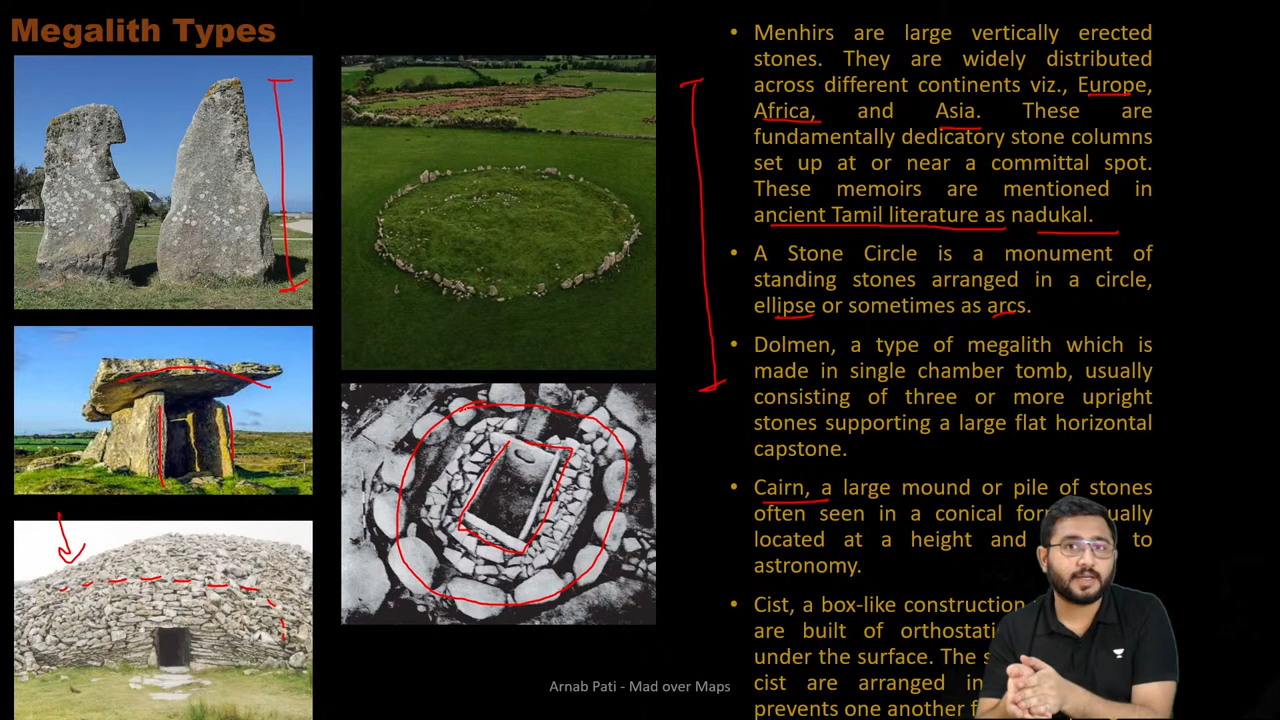 Megalith Types
• Menhirs are large vertically erected
stones. They are widely distributed
across different continents viz., Europe,
Africa, and Asia. These are
fundamentally dedicatory stone columns
set up at or near a committal spot.
These memoirs are mentioned in
ancient Tamil literature as nadukal.
• A Stone Circle is a monument of
standing stones arranged in a circle,
ellipse or sometimes as arcs.
• Dolmen, a type of megalith which is
made in single chamber tomb, usually
consisting of three or more upright
stones supporting a large flat horizontal
capstone.
• Cairn, a large mound or pile of stones
often seen in a conical
located at a height and to
astronomy.
• Cist, a box-like construction
are built of
under the surface. The
cist are arranged in
prevents one another
Arnab Pati - Mad over Maps